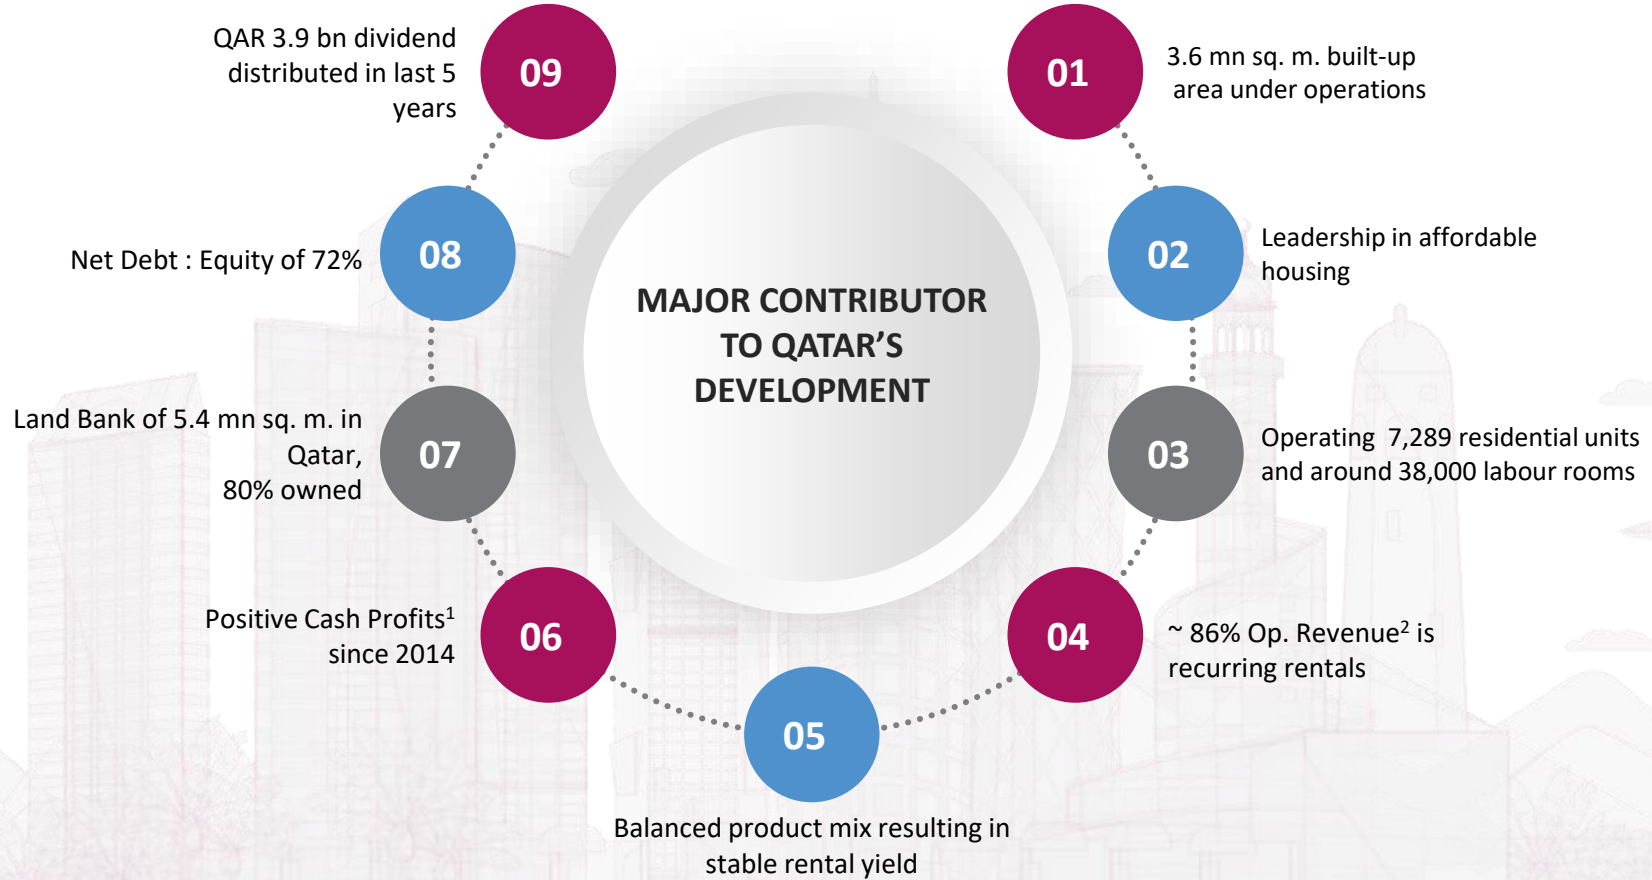 MAJOR CONTRIBUTOR
TO QATAR’S
DEVELOPMENT
01
3.6 mn sq. m. built-up
area under operations
02
Leadership in affordable
housing
03
Operating 7,289 residential units
and around 38,000 labour rooms
04
~ 86% Op. Revenue² is
recurring rentals
05
Balanced product mix resulting in
stable rental yield
06
Positive Cash Profits¹
since 2014
07
Land Bank of 5.4 mn sq. m. in
Qatar,
80% owned
08
Net Debt : Equity of 72%
09
QAR 3.9 bn dividend
distributed in last 5
years